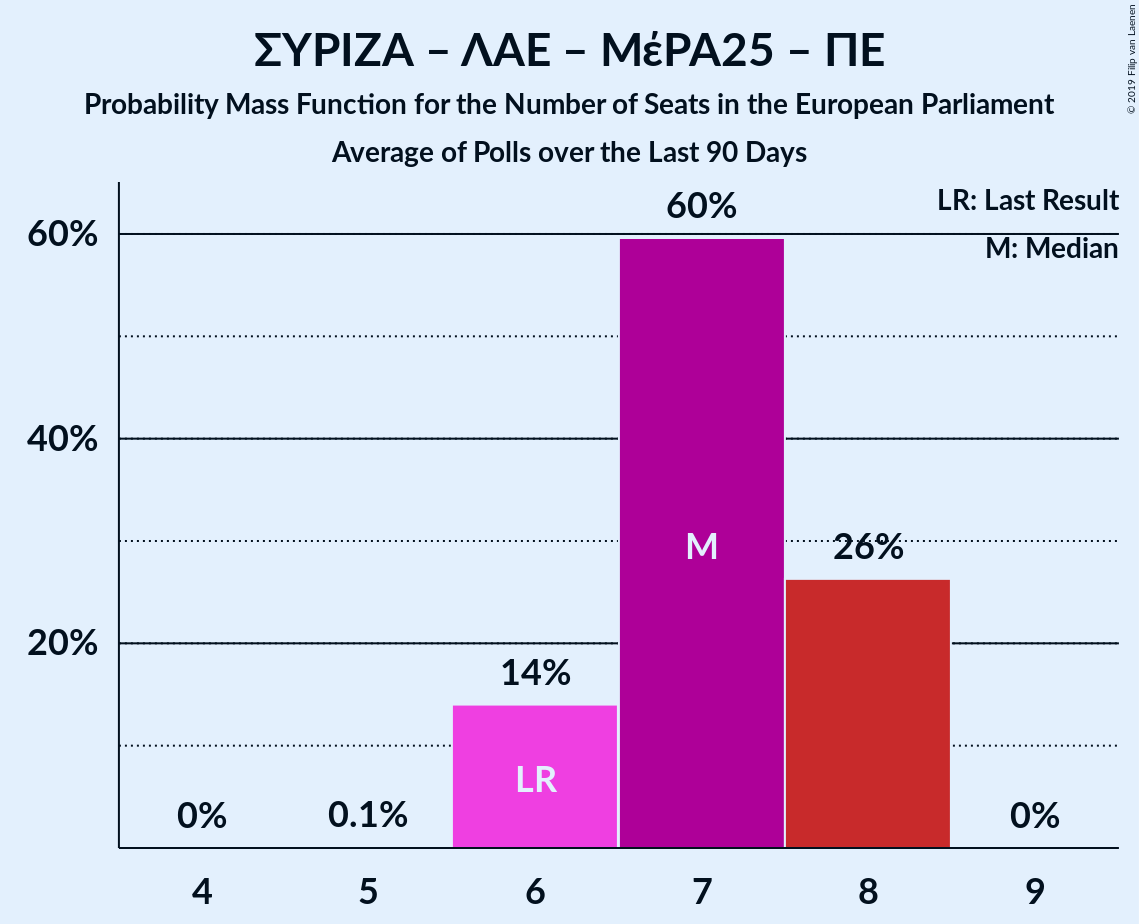 ΣΥΡΙΖΑ – ΛΑΕ – ΜέΡΑ25 – ΠΕ
Probability Mass Function for the Number of Seats in the European Parliament
Average of Polls over the Last 90 Days
© 2019 Filip van Laenen
LR: Last Result
M: Median
60%
40%
20%
0%
0.1%
14%
60%
26%
0%
LR
M
4
5
6
7
8
9